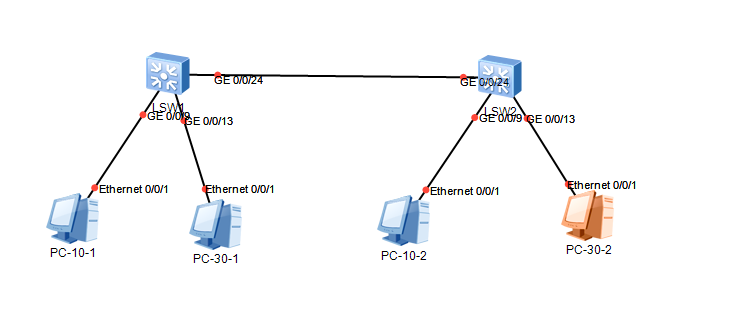 GE 0/0/24
GE 0/0/24
LSW1
LSW2
GE 0/0/9
GE 0/0/13
GE 0/0/9
GE 0/0/13
Ethernet 0/0/1
Ethernet 0/0/1
Ethernet 0/0/1
Ethernet 0/0/1
PC-10-1
PC-30-1
PC-10-2
PC-30-2